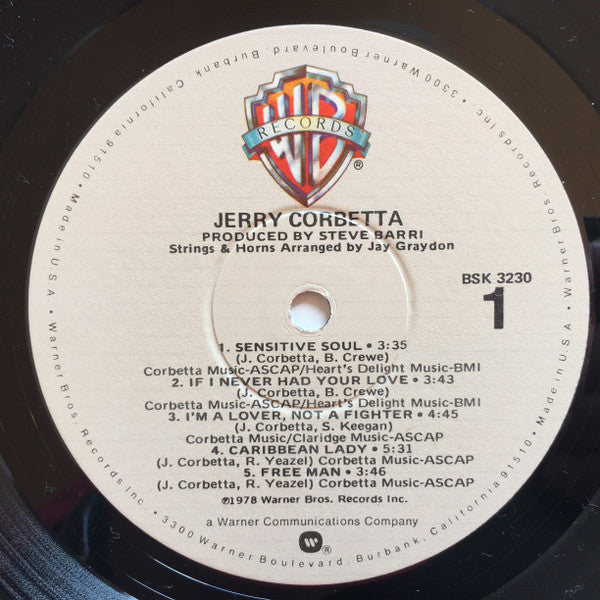 WB
RECORDS
®
JERRY CORBETTA
PRODUCED BY STEVE BARRI
Strings & Horns Arranged by Jay Graydon
BSK 3230
1
1. SENSITIVE SOUL • 3:35
(J. Corbetta, B. Crewe)
Corbetta Music-ASCAP/Heart's Delight Music-BMI
2. IF I NEVER HAD YOUR LOVE • 3:43
(J. Corbetta, B. Crewe)
Corbetta Music-ASCAP/Heart's Delight Music-BMI
3. I'M A LOVER, NOT A FIGHTER • 4:45
(J. Corbetta, S. Keegan)
Corbetta Music/Claridge Music-ASCAP
4. CARIBBEAN LADY • 5:31
(J. Corbetta, R. Yeazel) Corbetta Music-ASCAP
5. FREE MAN • 3:46
(J. Corbetta, R. Yeazel) Corbetta Music-ASCAP
℗1978 Warner Bros. Records Inc.
a Warner Communications Company
W®
Warner Bros. Records Inc. • 3300 Warner Boulevard, Burbank, California 91510 • Made in U.S.A. • Warner Bros. Records Inc. • 3300 Warner Boulevard, Burbank, California 91510 • Made in U.S.A. •